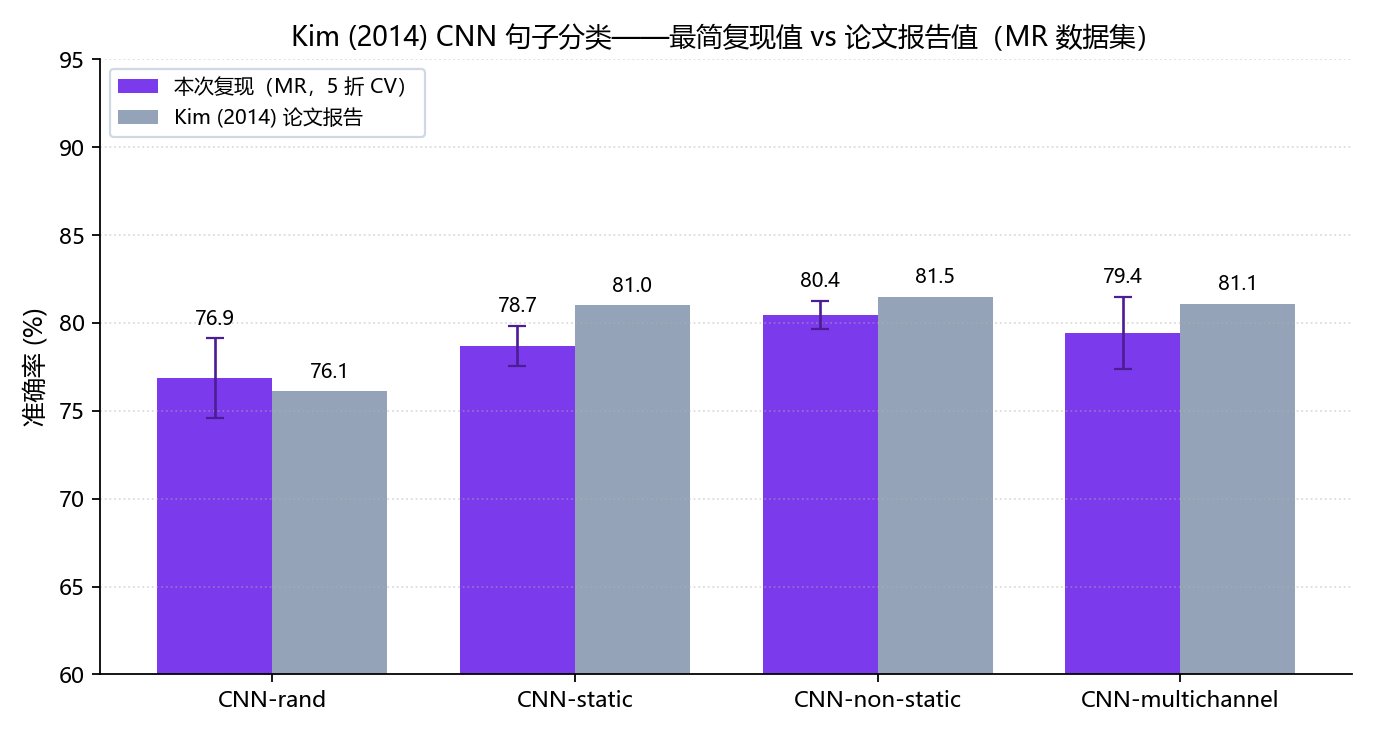 Kim (2014) CNN 句子分类——最简复现值 vs 论文报告值（MR 数据集）
本次复现（MR，5 折 CV）
Kim (2014) 论文报告
准确率 (%)
95
90
85
80
75
70
65
60
76.9
76.1
78.7
81.0
80.4
81.5
79.4
81.1
CNN-rand
CNN-static
CNN-non-static
CNN-multichannel